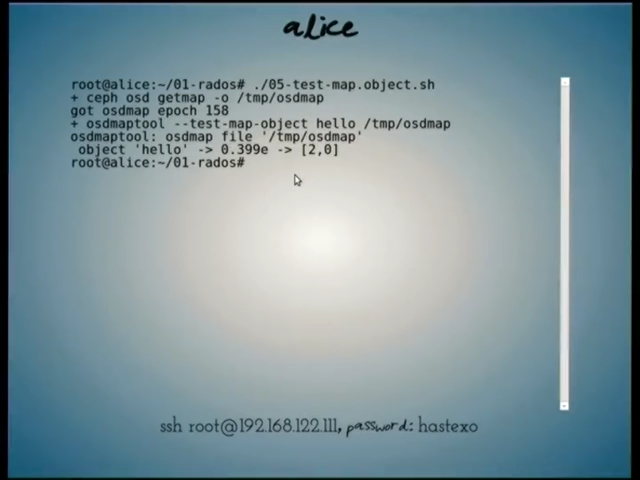 alice
root@alice:~/01-rados# ./05-test-map.object.sh
+ ceph osd getmap -o /tmp/osdmap
got osdmap epoch 158
+ osdmaptool --test-map-object hello /tmp/osdmap
osdmaptool: osdmap file '/tmp/osdmap'
 object 'hello' -> 0.399e -> [2,0]
root@alice:~/01-rados#
ssh root@192.168.122.111, password: hastexo